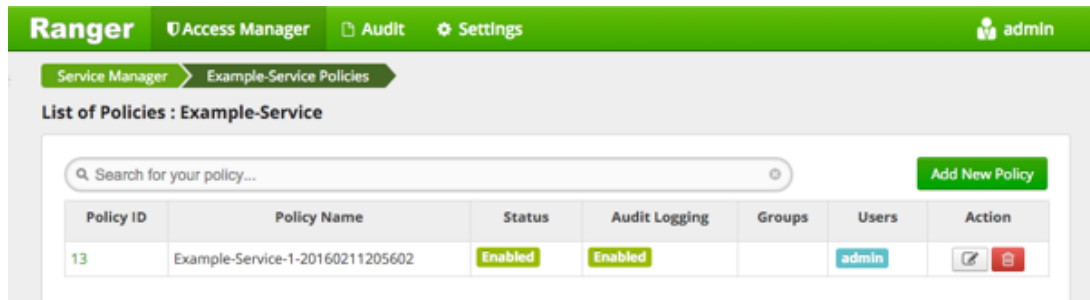 Ranger Access Manager Audit Settings admin
Service Manager Example-Service Policies
List of Policies : Example-Service
Search for your policy... Add New Policy
Policy ID Policy Name Status Audit Logging Groups Users Action
13 Example-Service-1-20160211205602 Enabled Enabled admin